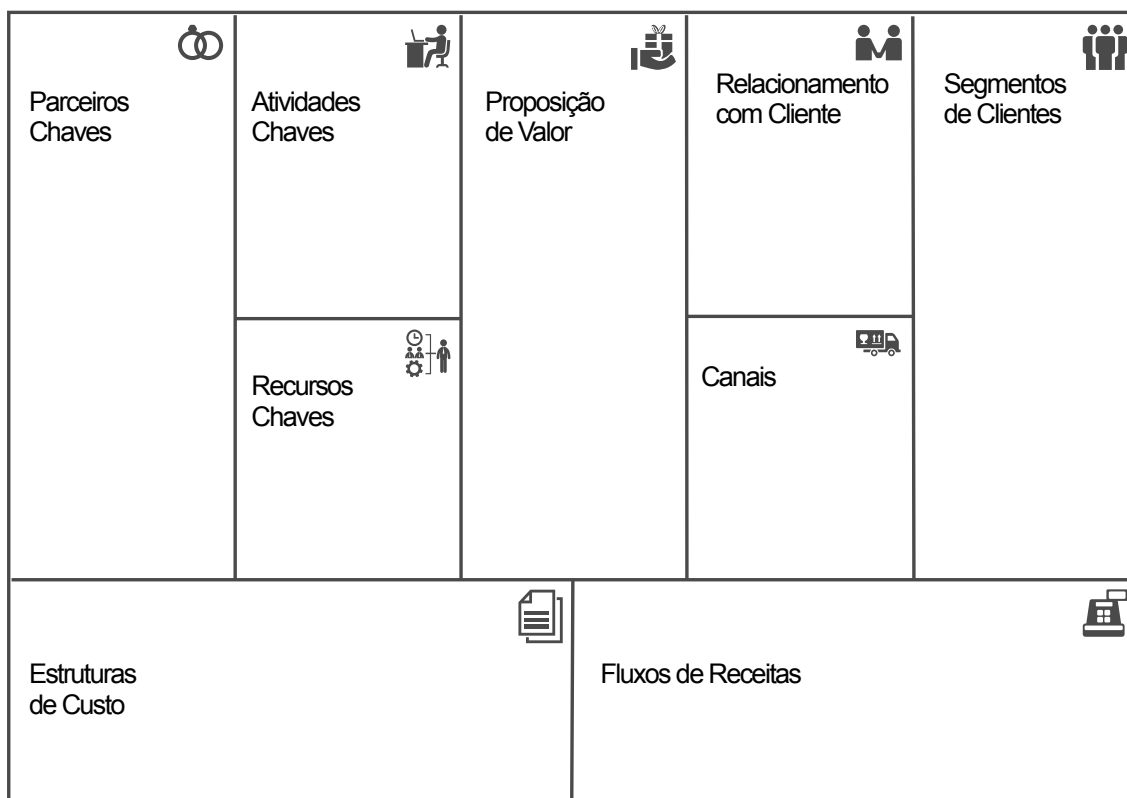 Parceiros
Chaves
Atividades
Chaves
Recursos
Chaves
Proposição
de Valor
Relacionamento
com Cliente
Canais
Segmentos
de Clientes
Estruturas
de Custo
Fluxos de Receitas